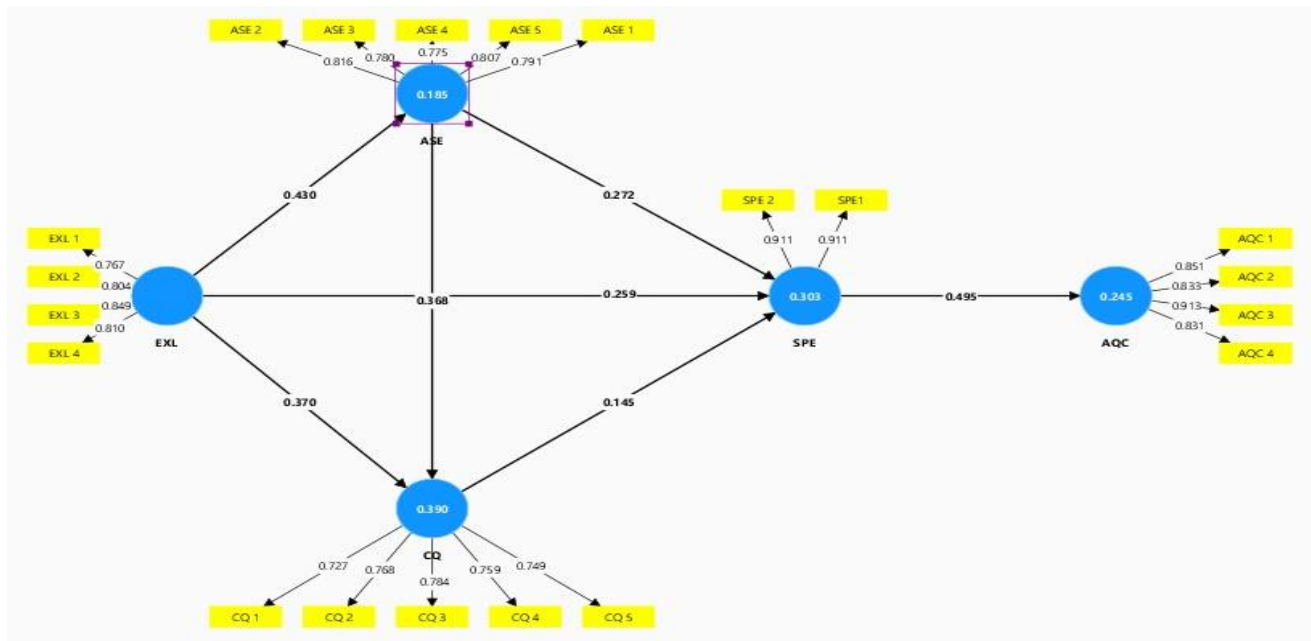 ASE 2 ASE 3 ASE 4 ASE 5 ASE 1
0.816 0.780 0.775 0.807 0.791
0.185
ASE
0.430 0.272
SPE 2 SPE1
0.911 0.911
EXL 1
EXL 2
EXL 3
EXL 4
0.767
0.804
0.849
0.810
EXL
0.368
0.259
0.303
SPE
0.495
0.245
AQC
0.851
0.833
0.913
0.831
AQC 1
AQC 2
AQC 3
AQC 4
0.370 0.145
0.390
CQ
0.727 0.768 0.784 0.759 0.749
CQ 1 CQ 2 CQ 3 CQ 4 CQ 5